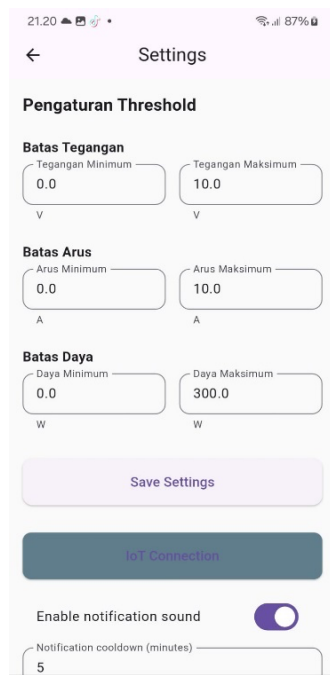 21.20 87%
Settings
Pengaturan Threshold
Batas Tegangan
Tegangan Minimum Tegangan Maksimum
0.0 10.0
V V
Batas Arus
Arus Minimum Arus Maksimum
0.0 10.0
A A
Batas Daya
Daya Minimum Daya Maksimum
0.0 300.0
W W
Save Settings
IoT Connection
Enable notification sound
Notification cooldown (minutes)
5